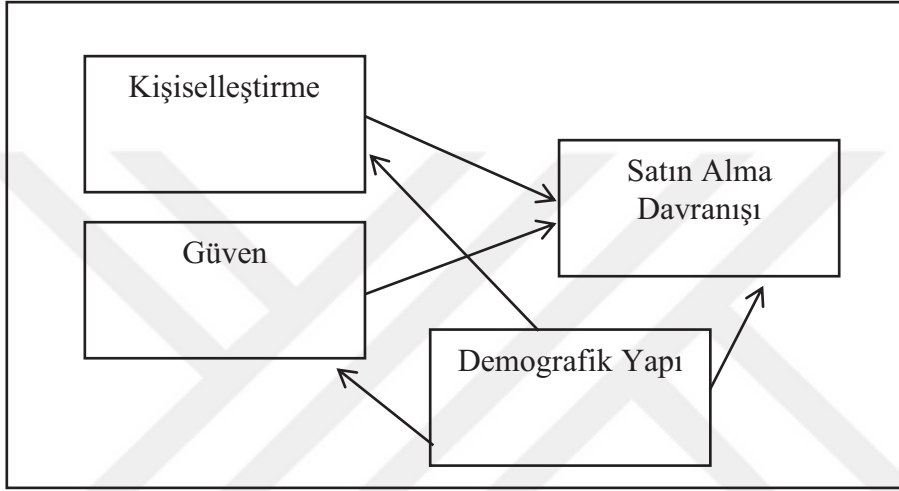 Kişiselleştirme
Satın Alma
Davranışı
Güven
Demografik Yapı